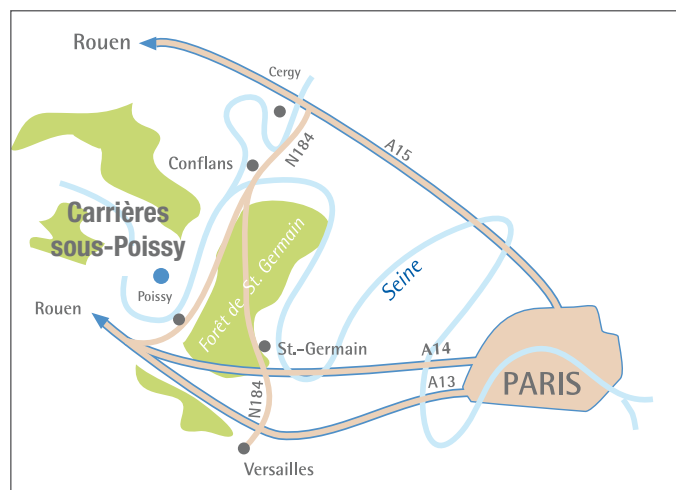 Rouen
Cergy
N184
A15
Conflans
Carrières
sous-Poissy
Forêt de St. Germain
Seine
Poissy
Rouen
St.-Germain
A14
A13
PARIS
N184
Versailles